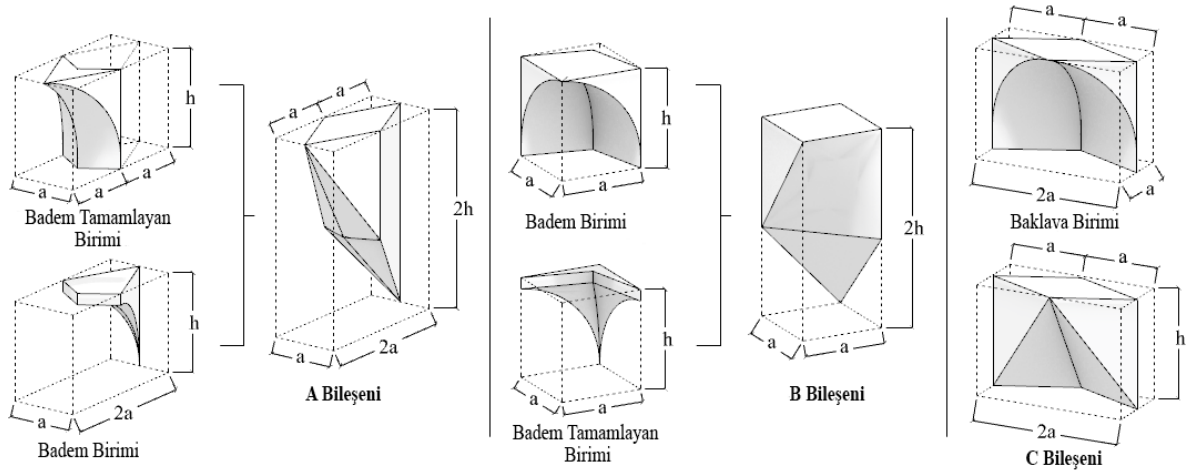 h
a
a
a
Badem Tamamlayan
Birimi
h
a
2a
Badem Birimi
a
a
2h
a
2a
A Bileşeni
h
a
a
Badem Birimi
h
a
a
Badem Tamamlayan
Birimi
2h
a
a
B Bileşeni
a
a
h
2a
a
Baklava Birimi
a
a
h
2a
C Bileşeni